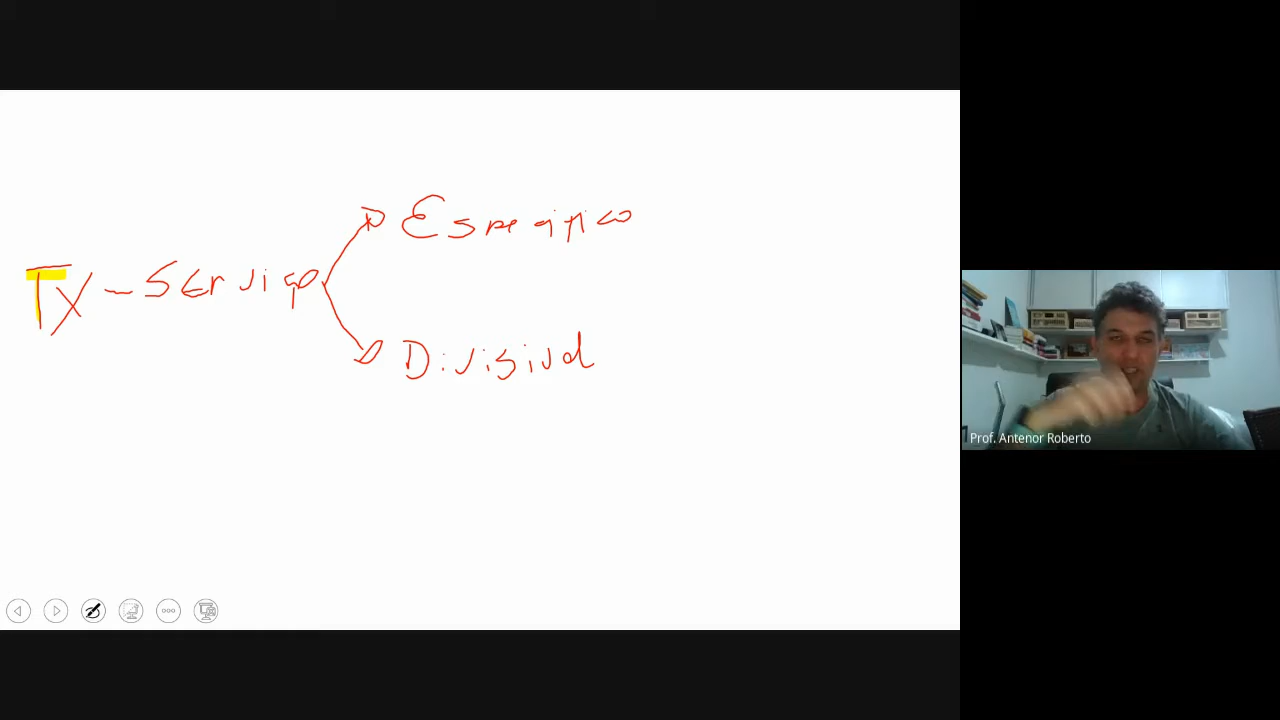 Específico
TX - Serviço
Divisível
Prof. Antenor Roberto